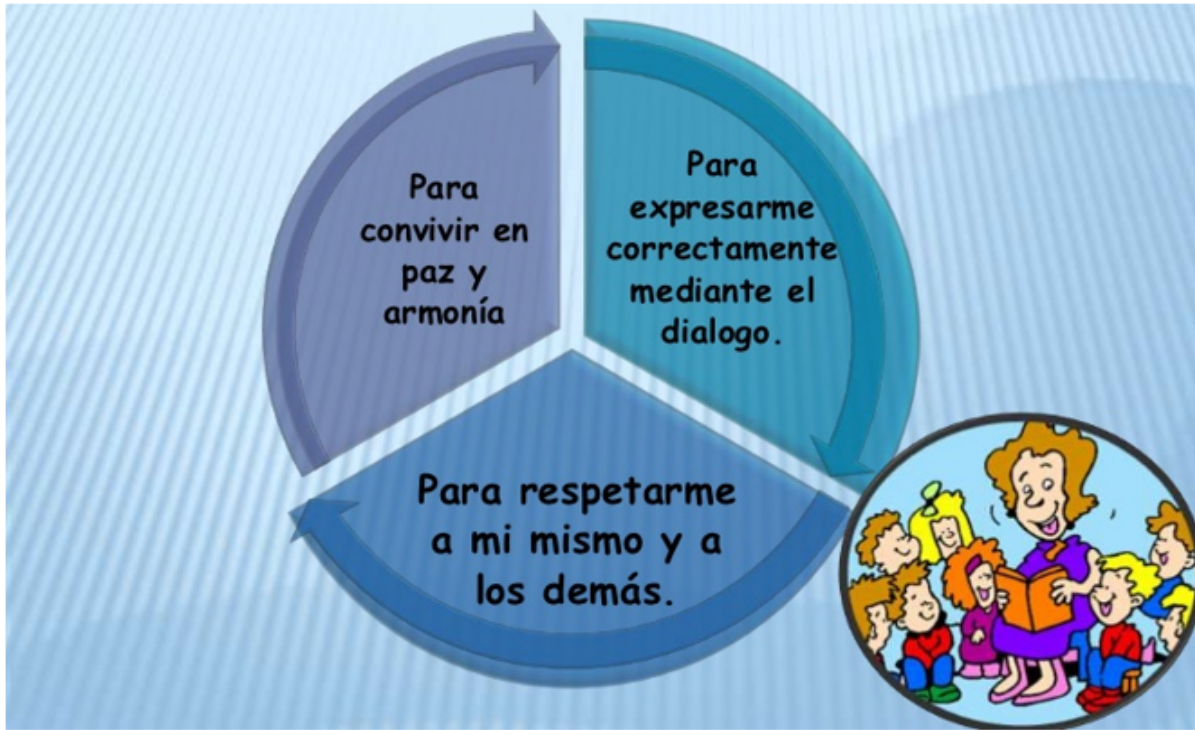 Para
convivir en
paz y
armonía
Para
expresarme
correctamente
mediante el
dialogo.
Para respetarme
a mi mismo y a
los demás.